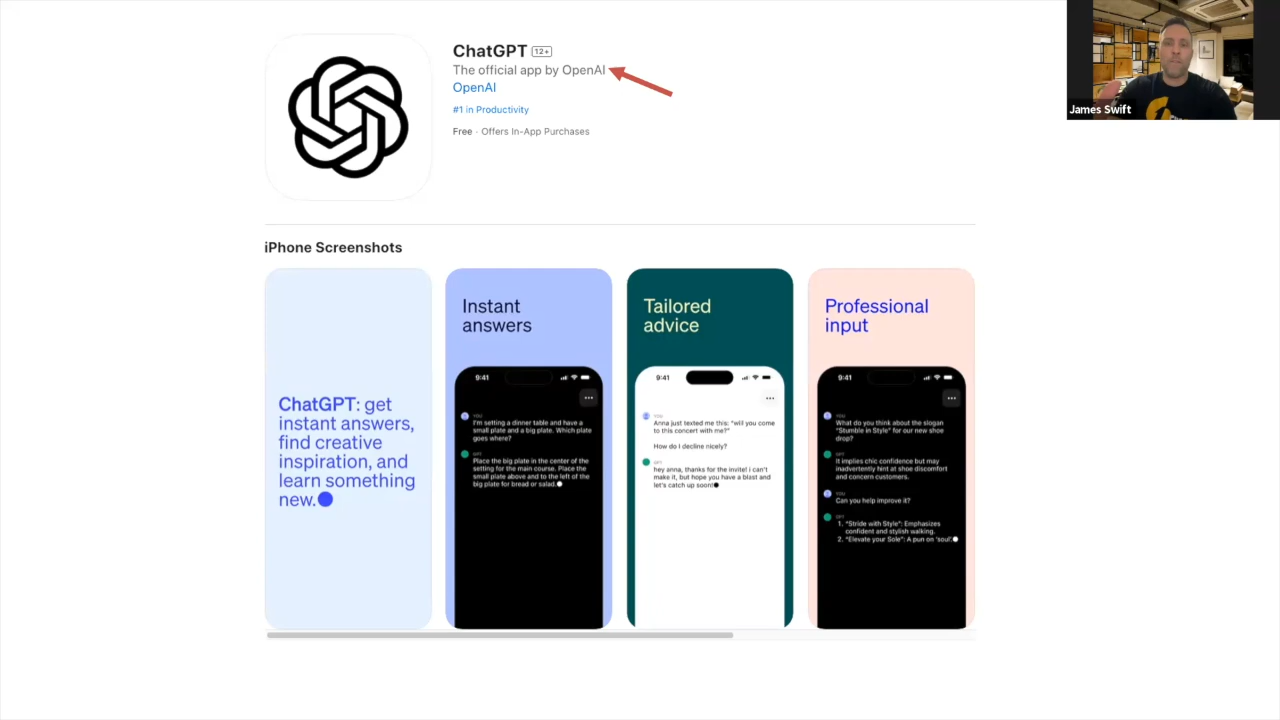 ChatGPT 12+
The official app by OpenAI
OpenAI
#1 in Productivity
Free · Offers In-App Purchases
James Swift
iPhone Screenshots
ChatGPT: get
instant answers,
find creative
inspiration, and
learn something
new.
Instant
answers
9:41
YOU
I'm setting a dinner table and have a
small plate and a big plate. Which plate
goes where?
GPT
Place the big plate in the center of the
setting for the main course. Place the
small plate above and to the left of the
big plate for bread or salad.
Tailored
advice
9:41
YOU
Anna just texted me this: "will you come
to this concert with me?"
How do I decline nicely?
GPT
hey anna, thanks for the invite! i can't
make it, but hope you have a blast and
let's catch up soon!
Professional
input
9:41
YOU
What do you think about the slogan
"Stumble in Style" for our new shoe
drop?
GPT
It implies chic confidence but may
inadvertently hint at shoe discomfort
and concern customers.
YOU
Can you help improve it?
GPT
1. "Stride with Style": Emphasizes
confident and stylish walking.
2. "Elevate your Sole": A pun on 'soul'.